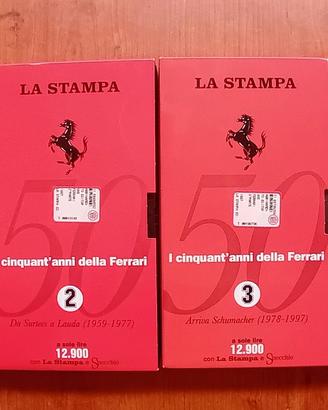 LA STAMPA
50
cinquant'anni della Ferrari
2
Da Surtees a Lauda (1959-1977)
a sole lire
12.900
con La Stampa e Specchio
LA STAMPA
50
I cinquant'anni della Ferrari
3
Arriva Schumacher (1978-1997)
a sole lire
12.900
con La Stampa e Specchio